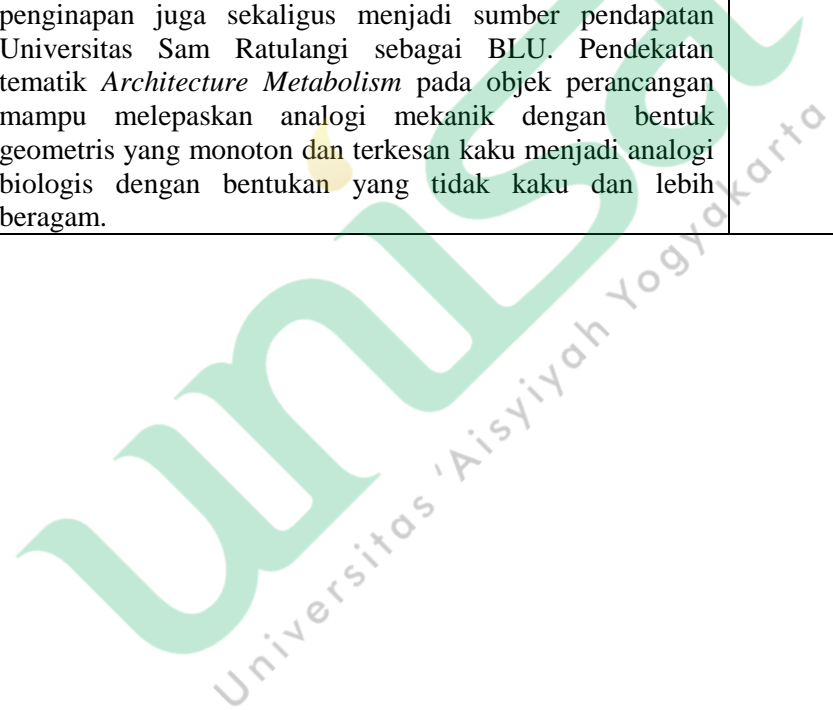 penginapan juga sekaligus menjadi sumber pendapatan
Universitas Sam Ratulangi sebagai BLU. Pendekatan
tematik Architecture Metabolism pada objek perancangan
mampu melepaskan analogi mekanik dengan bentuk
geometris yang monoton dan terkesan kaku menjadi analogi
biologis dengan bentukan yang tidak kaku dan lebih
beragam.
unisa
Universitas 'Aisyiyah Yogyakarta